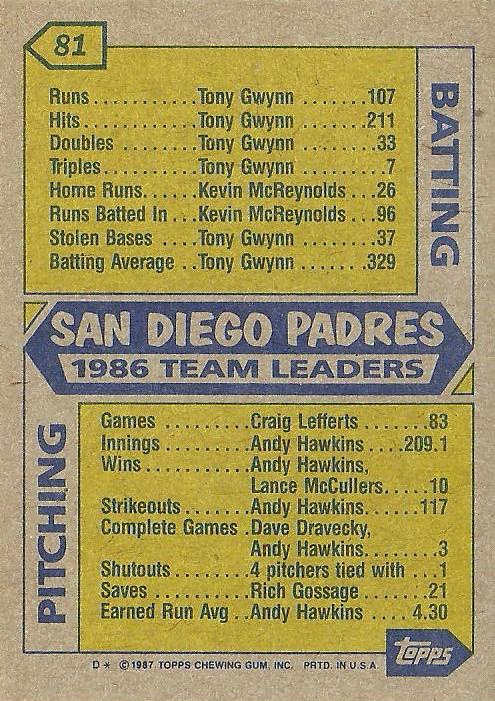 81
BATTING
Runs...........Tony Gwynn .......107
Hits............Tony Gwynn .......211
Doubles ......Tony Gwynn ........33
Triples.........Tony Gwynn .........7
Home Runs......Kevin McReynolds ...26
Runs Batted In ...Kevin McReynolds ...96
Stolen Bases .....Tony Gwynn ........37
Batting Average ..Tony Gwynn .......329
SAN DIEGO PADRES
1986 TEAM LEADERS
PITCHING
Games .........Craig Lefferts .....83
Innings.........Andy Hawkins ....209.1
Wins...........Andy Hawkins,
Lance McCullers.....10
Strikeouts.......Andy Hawkins......117
Complete Games .Dave Dravecky,
Andy Hawkins........3
Shutouts ........4 pitchers tied with ...1
Saves ..........Rich Gossage .......21
Earned Run Avg ..Andy Hawkins ....4.30
topps
D* ©1987 TOPPS CHEWING GUM, INC. PRTD. IN U.S.A